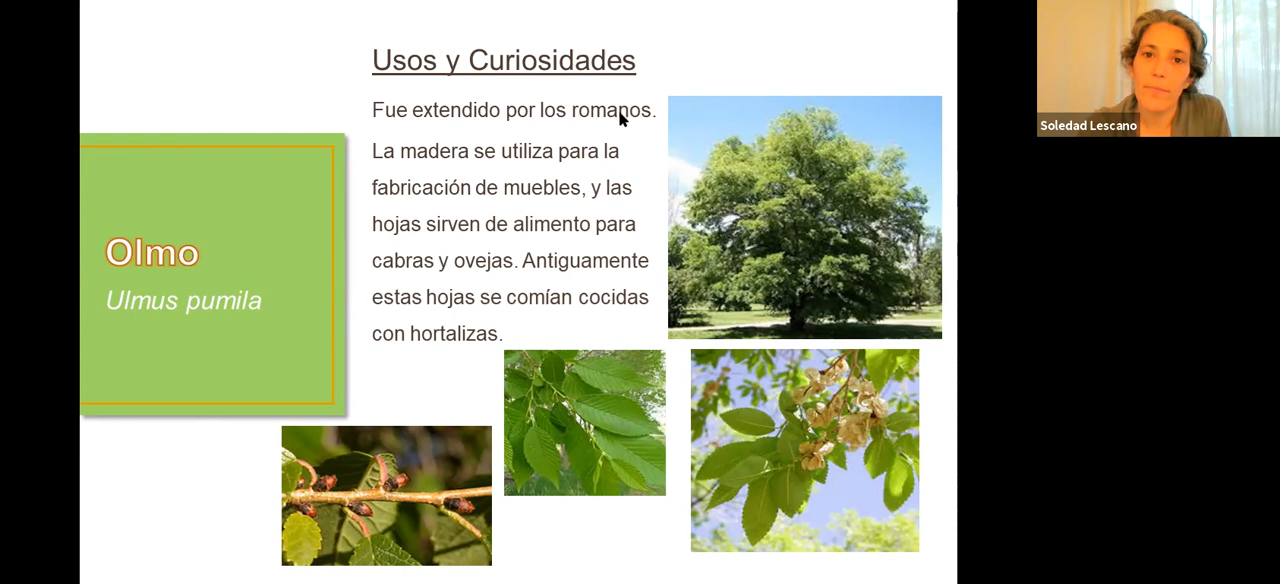 Usos y Curiosidades
Fue extendido por los romanos.
La madera se utiliza para la
fabricación de muebles, y las
hojas sirven de alimento para
cabras y ovejas. Antiguamente
estas hojas se comían cocidas
con hortalizas.
Olmo
Ulmus pumila
Soledad Lescano